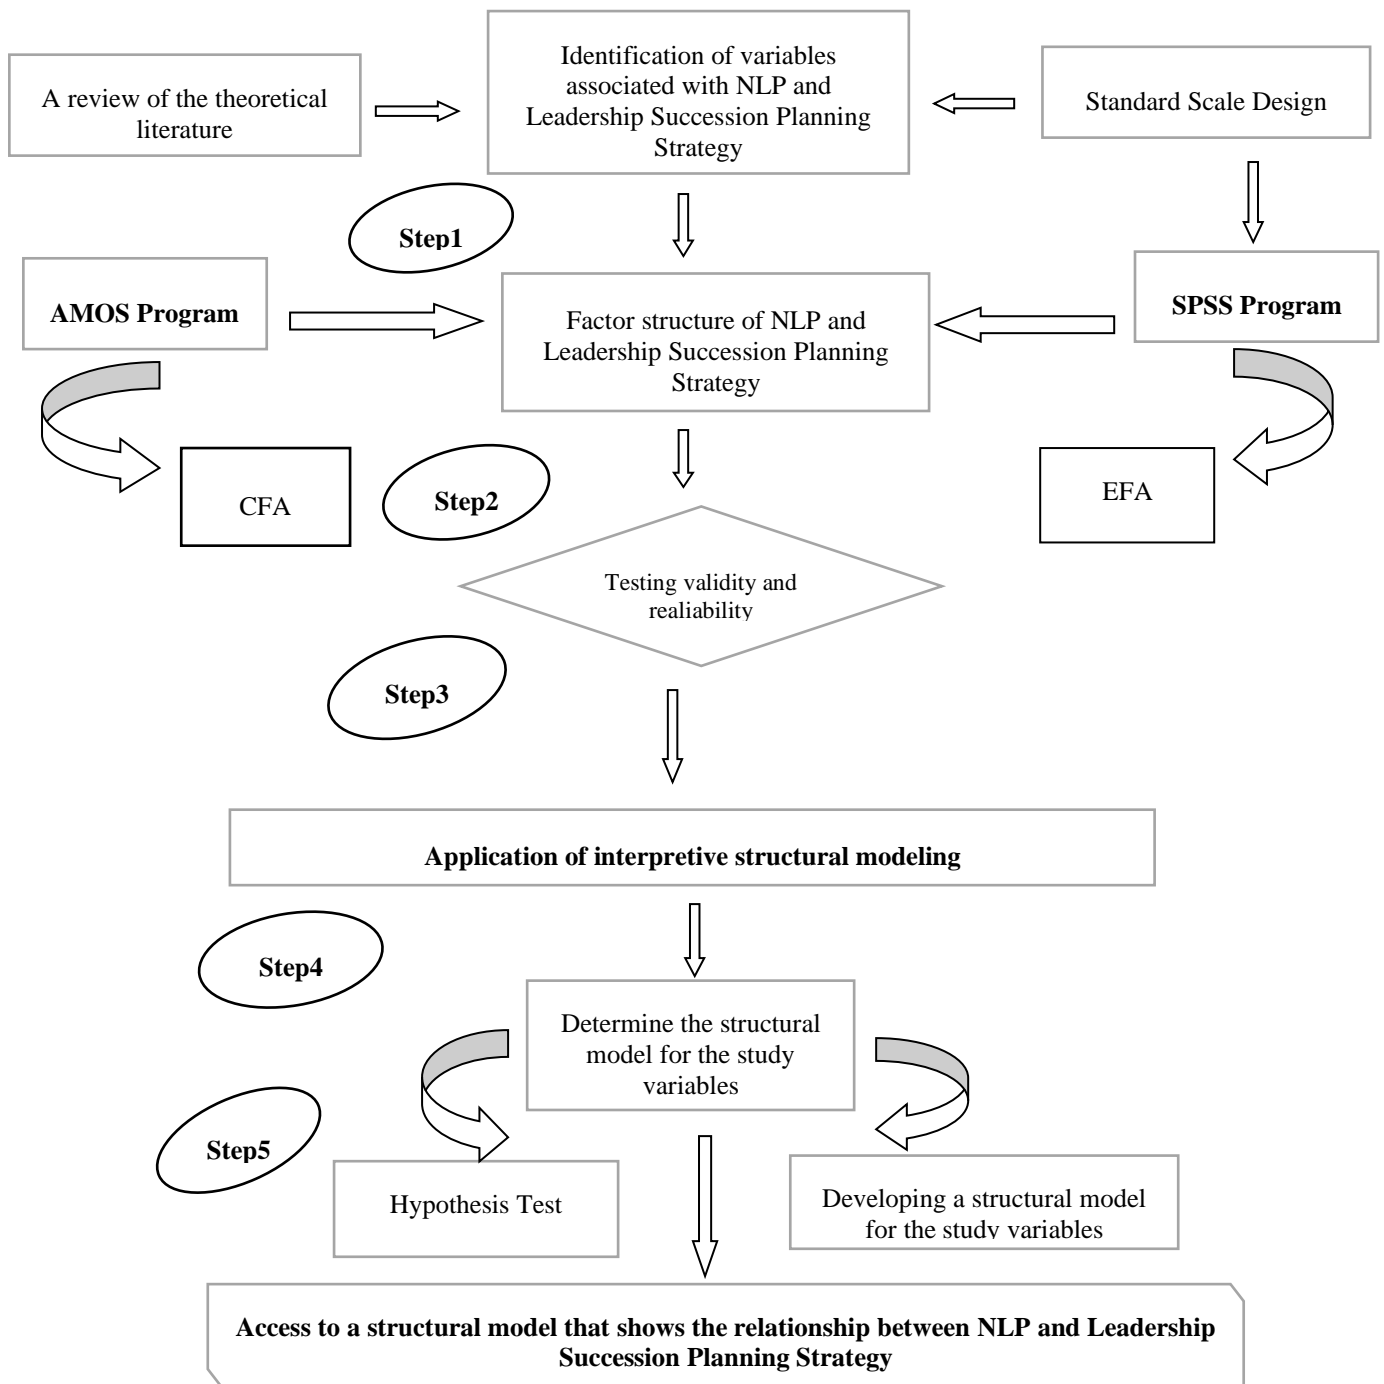 A review of the theoretical
literature
Identification of variables
associated with NLP and
Leadership Succession Planning
Strategy
Standard Scale Design
Step1
AMOS Program
Factor structure of NLP and
Leadership Succession Planning
Strategy
SPSS Program
CFA
Step2
EFA
Testing validity and
realiability
Step3
Application of interpretive structural modeling
Step4
Determine the structural
model for the study
variables
Step5
Hypothesis Test
Developing a structural model
for the study variables
Access to a structural model that shows the relationship between NLP and Leadership
Succession Planning Strategy